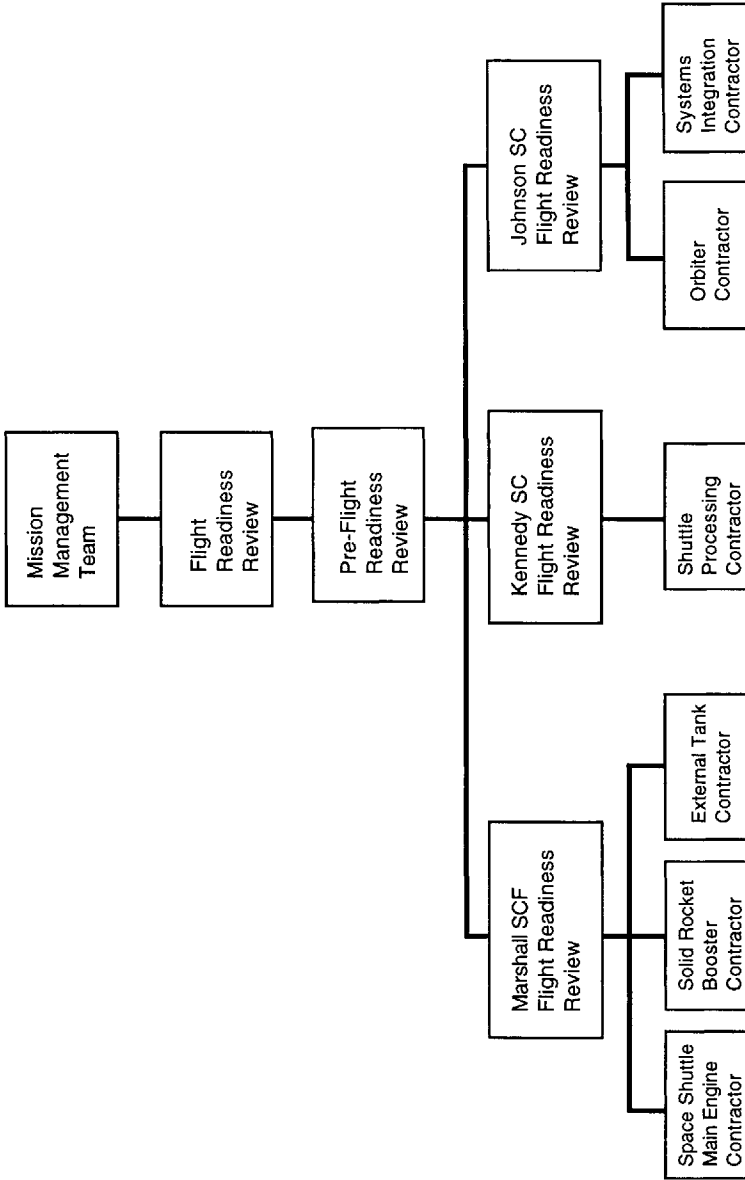 Mission
Management
Team
Flight
Readiness
Review
Pre-Flight
Readiness
Review
Marshall SCF
Flight Readiness
Review
Kennedy SC
Flight Readiness
Review
Johnson SC
Flight Readiness
Review
Space Shuttle
Main Engine
Contractor
Solid Rocket
Booster
Contractor
External Tank
Contractor
Shuttle
Processing
Contractor
Orbiter
Contractor
Systems
Integration
Contractor